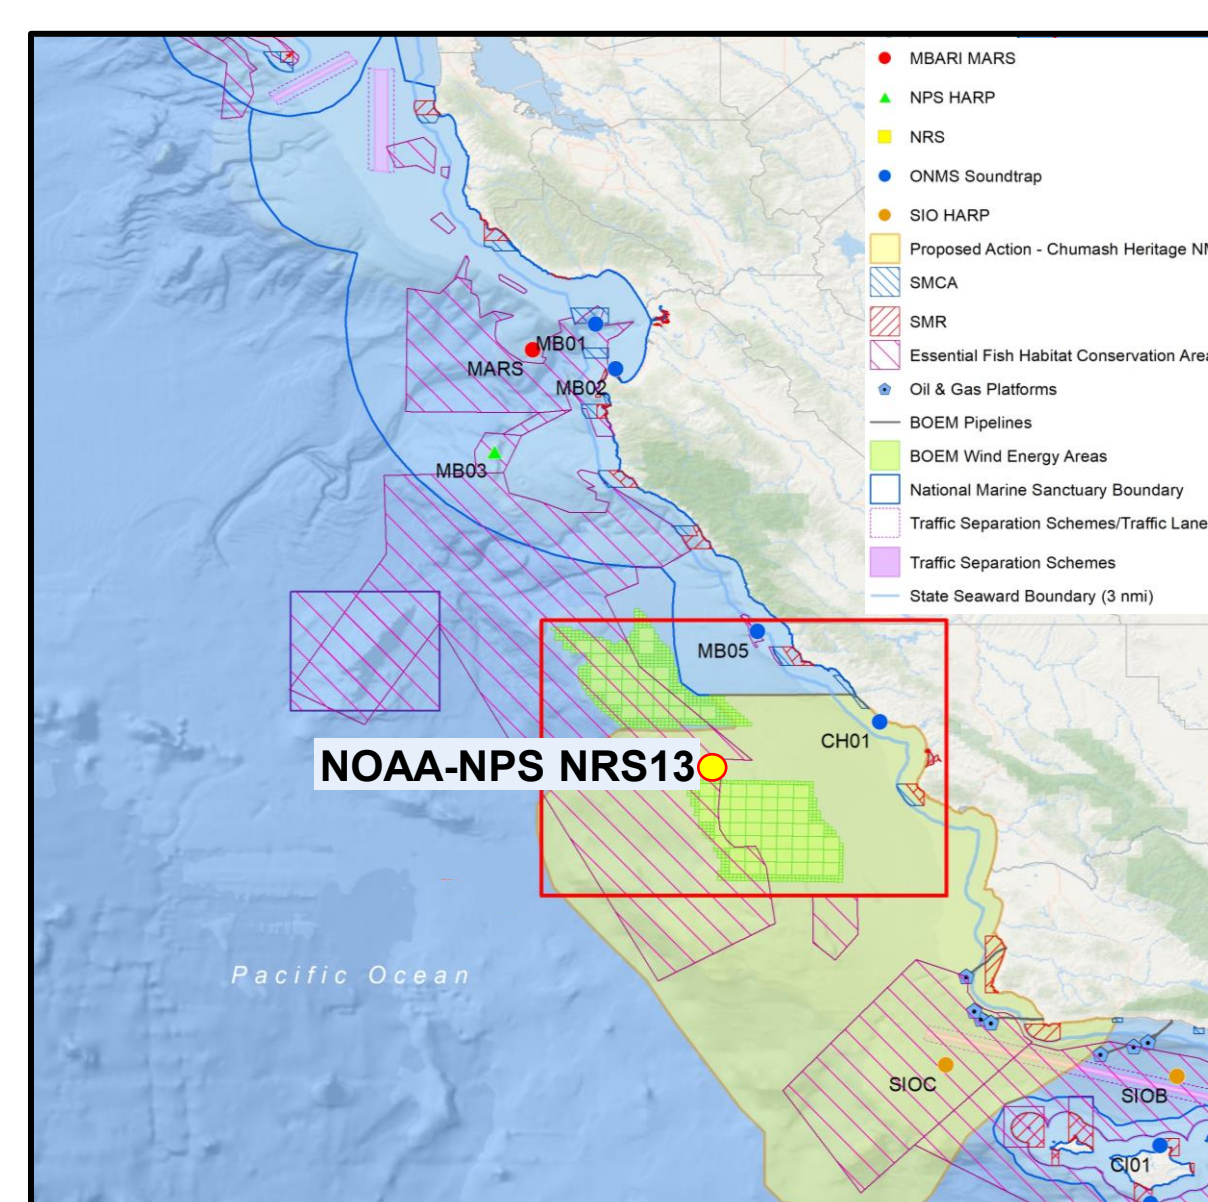 MBARI MARS
NPS HARP
NRS
ONMS Soundtrap
SIO HARP
Proposed Action - Chumash Heritage NM
SMCA
SMR
Essential Fish Habitat Conservation Area
Oil & Gas Platforms
BOEM Pipelines
BOEM Wind Energy Areas
National Marine Sanctuary Boundary
Traffic Separation Schemes/Traffic Lane
Traffic Separation Schemes
State Seaward Boundary (3 nmi)
MB01
MARS
MB02
MB03
MB05
CH01
NOAA-NPS NRS13
Pacific Ocean
SIOC
SIOB
CI01